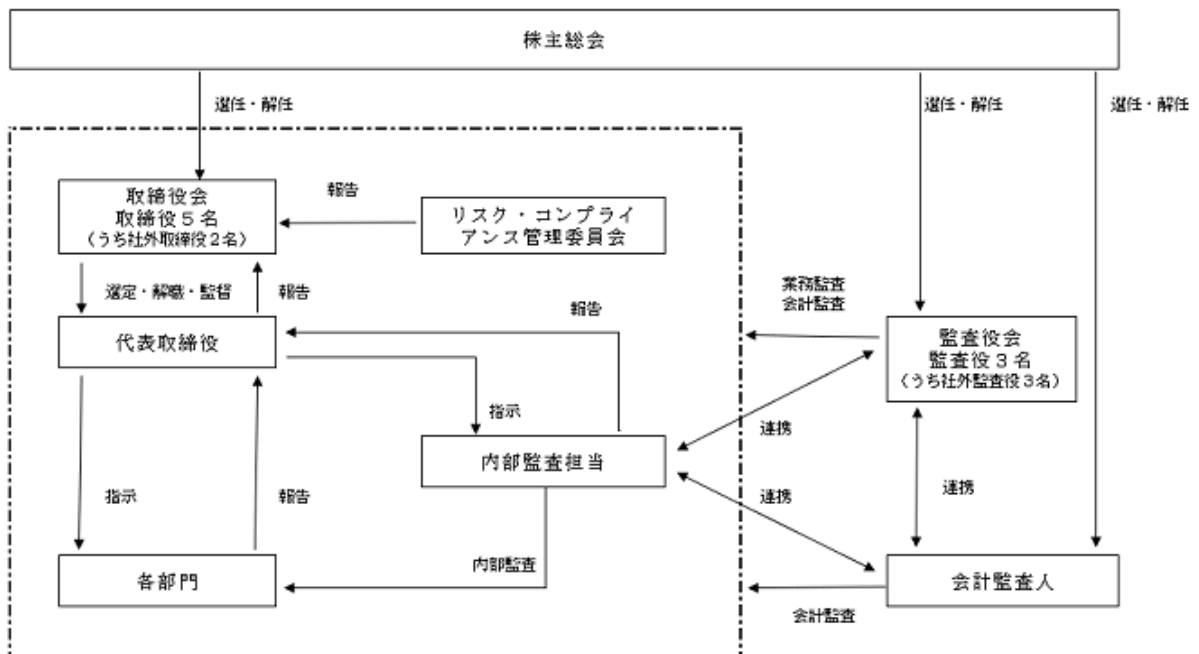 株主総会
選任・解任
選任・解任
選任・解任
取締役会
取締役５名
（うち社外取締役２名）
報告
リスク・コンプライ
アンス管理委員会
選定・解職・監督
報告
業務監査
会計監査
報告
代表取締役
監査役会
監査役３名
（うち社外監査役３名）
指示
連携
内部監査担当
指示
報告
連携
連携
内部監査
各部門
会計監査人
会計監査